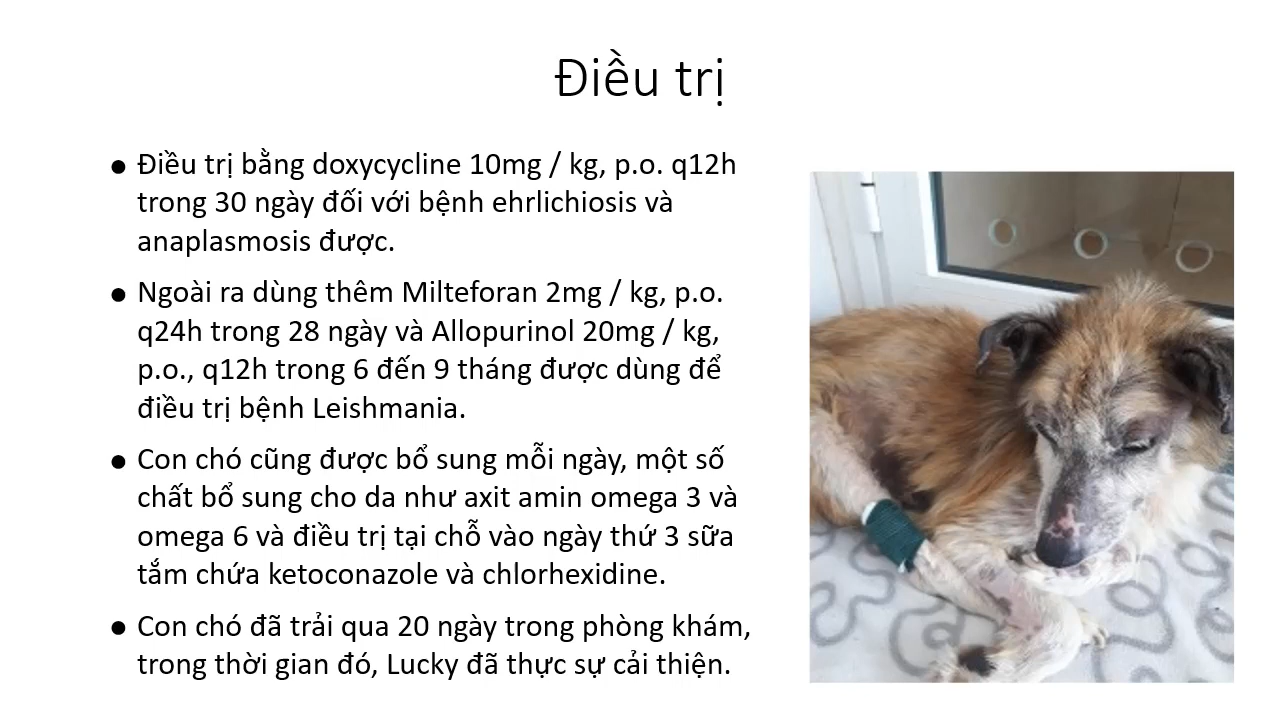 Điều trị
● Điều trị bằng doxycycline 10mg / kg, p.o. q12h
trong 30 ngày đối với bệnh ehrlichiosis và
anaplasmosis được.
● Ngoài ra dùng thêm Milteforan 2mg / kg, p.o.
q24h trong 28 ngày và Allopurinol 20mg / kg,
p.o., q12h trong 6 đến 9 tháng được dùng để
điều trị bệnh Leishmania.
● Con chó cũng được bổ sung mỗi ngày, một số
chất bổ sung cho da như axit amin omega 3 và
omega 6 và điều trị tại chỗ vào ngày thứ 3 sữa
tắm chứa ketoconazole và chlorhexidine.
● Con chó đã trải qua 20 ngày trong phòng khám,
trong thời gian đó, Lucky đã thực sự cải thiện.